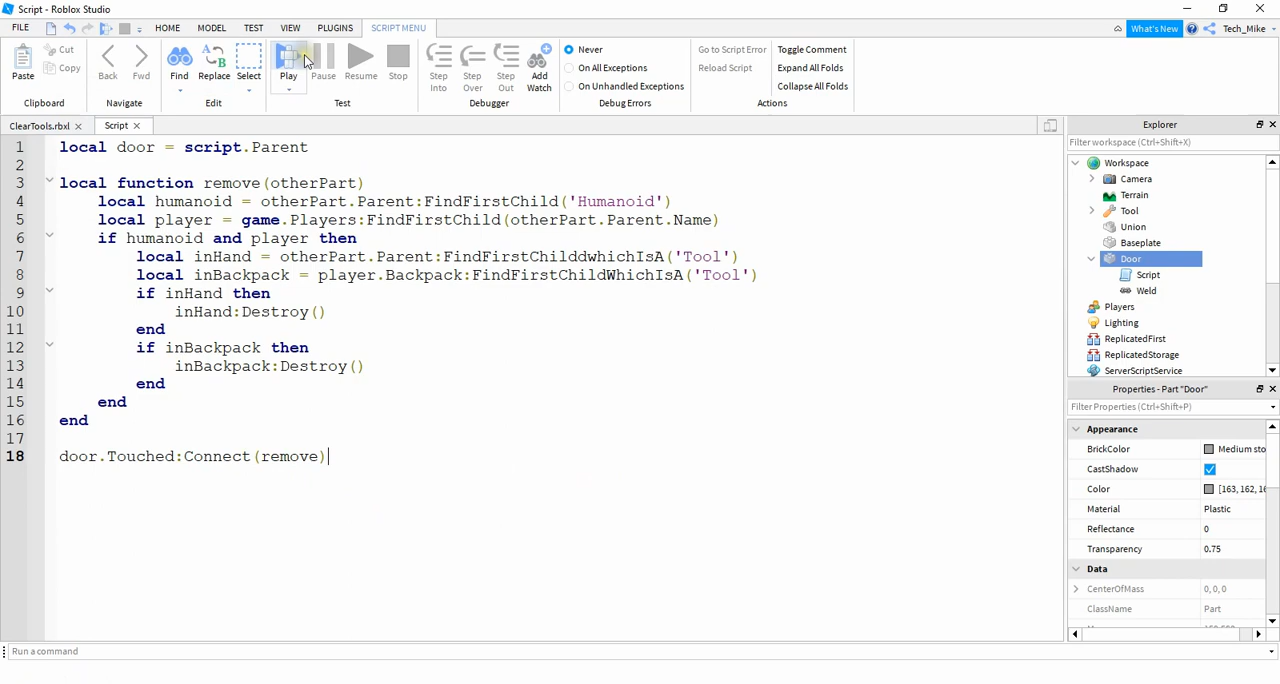 Script - Roblox Studio
FILE HOME MODEL TEST VIEW PLUGINS SCRIPT MENU What's New Tech_Mike
Paste Cut Copy Back Fwd Find Replace Select Play Pause Resume Stop Step Into Step Over Step Out Add Watch
Never
On All Exceptions
On Unhandled Exceptions
Go to Script Error Toggle Comment
Reload Script Expand All Folds
Collapse All Folds
Clipboard Navigate Edit Test Debugger Debug Errors Actions
ClearTools.rbxl Script
1 local door = script.Parent
2
3 local function remove(otherPart)
4 local humanoid = otherPart.Parent:FindFirstChild('Humanoid')
5 local player = game.Players:FindFirstChild(otherPart.Parent.Name)
6 if humanoid and player then
7 local inHand = otherPart.Parent:FindFirstChilddwhichIsA('Tool')
8 local inBackpack = player.Backpack:FindFirstChildWhichIsA('Tool')
9 if inHand then
10 inHand:Destroy()
11 end
12 if inBackpack then
13 inBackpack:Destroy()
14 end
15 end
16 end
17
18 door.Touched:Connect(remove)
Explorer
Filter workspace (Ctrl+Shift+X)
Workspace
Camera
Terrain
Tool
Union
Baseplate
Door
Script
Weld
Players
Lighting
ReplicatedFirst
ReplicatedStorage
ServerScriptService
Properties - Part "Door"
Filter Properties (Ctrl+Shift+P)
Appearance
BrickColor Medium sto
CastShadow
Color [163, 162, 16
Material Plastic
Reflectance 0
Transparency 0.75
Data
CenterOfMass 0, 0, 0
ClassName Part
Run a command